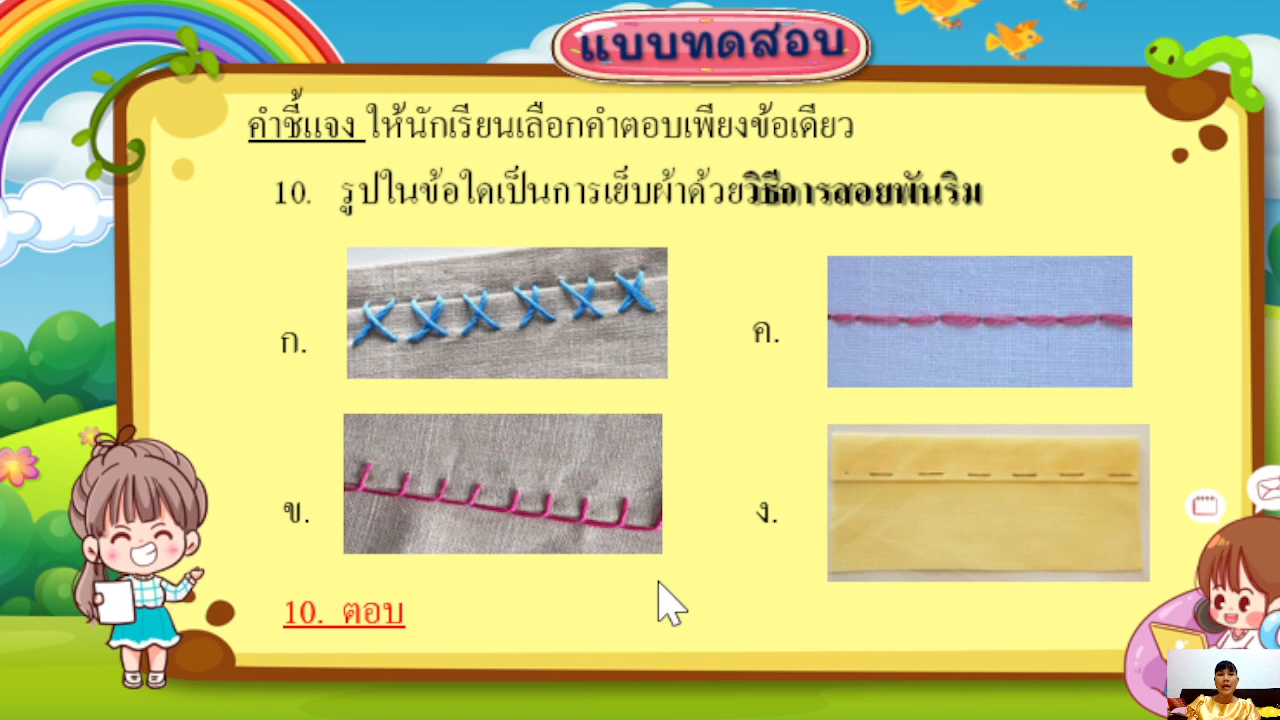 แบบทดสอบ
คำชี้แจง ให้นักเรียนเลือกคำตอบเพียงข้อเดียว
10. รูปในข้อใดเป็นการเย็บผ้าด้วยวิธีการสอยพันริม
ก.
ค.
ข.
ง.
10. ตอบ